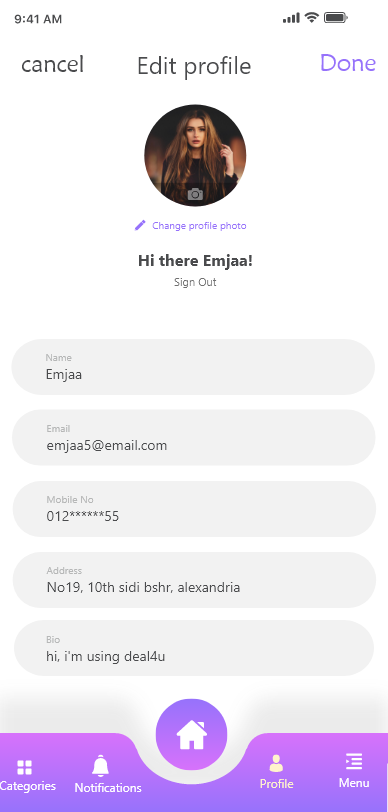 9:41 AM
cancel Edit profile Done
Change profile photo
Hi there Emjaa!
Sign Out
Name
Emjaa
Email
emjaa5@email.com
Mobile No
012******55
Address
No19, 10th sidi bshr, alexandria
Bio
hi, i'm using deal4u
Categories Notifications Profile Menu